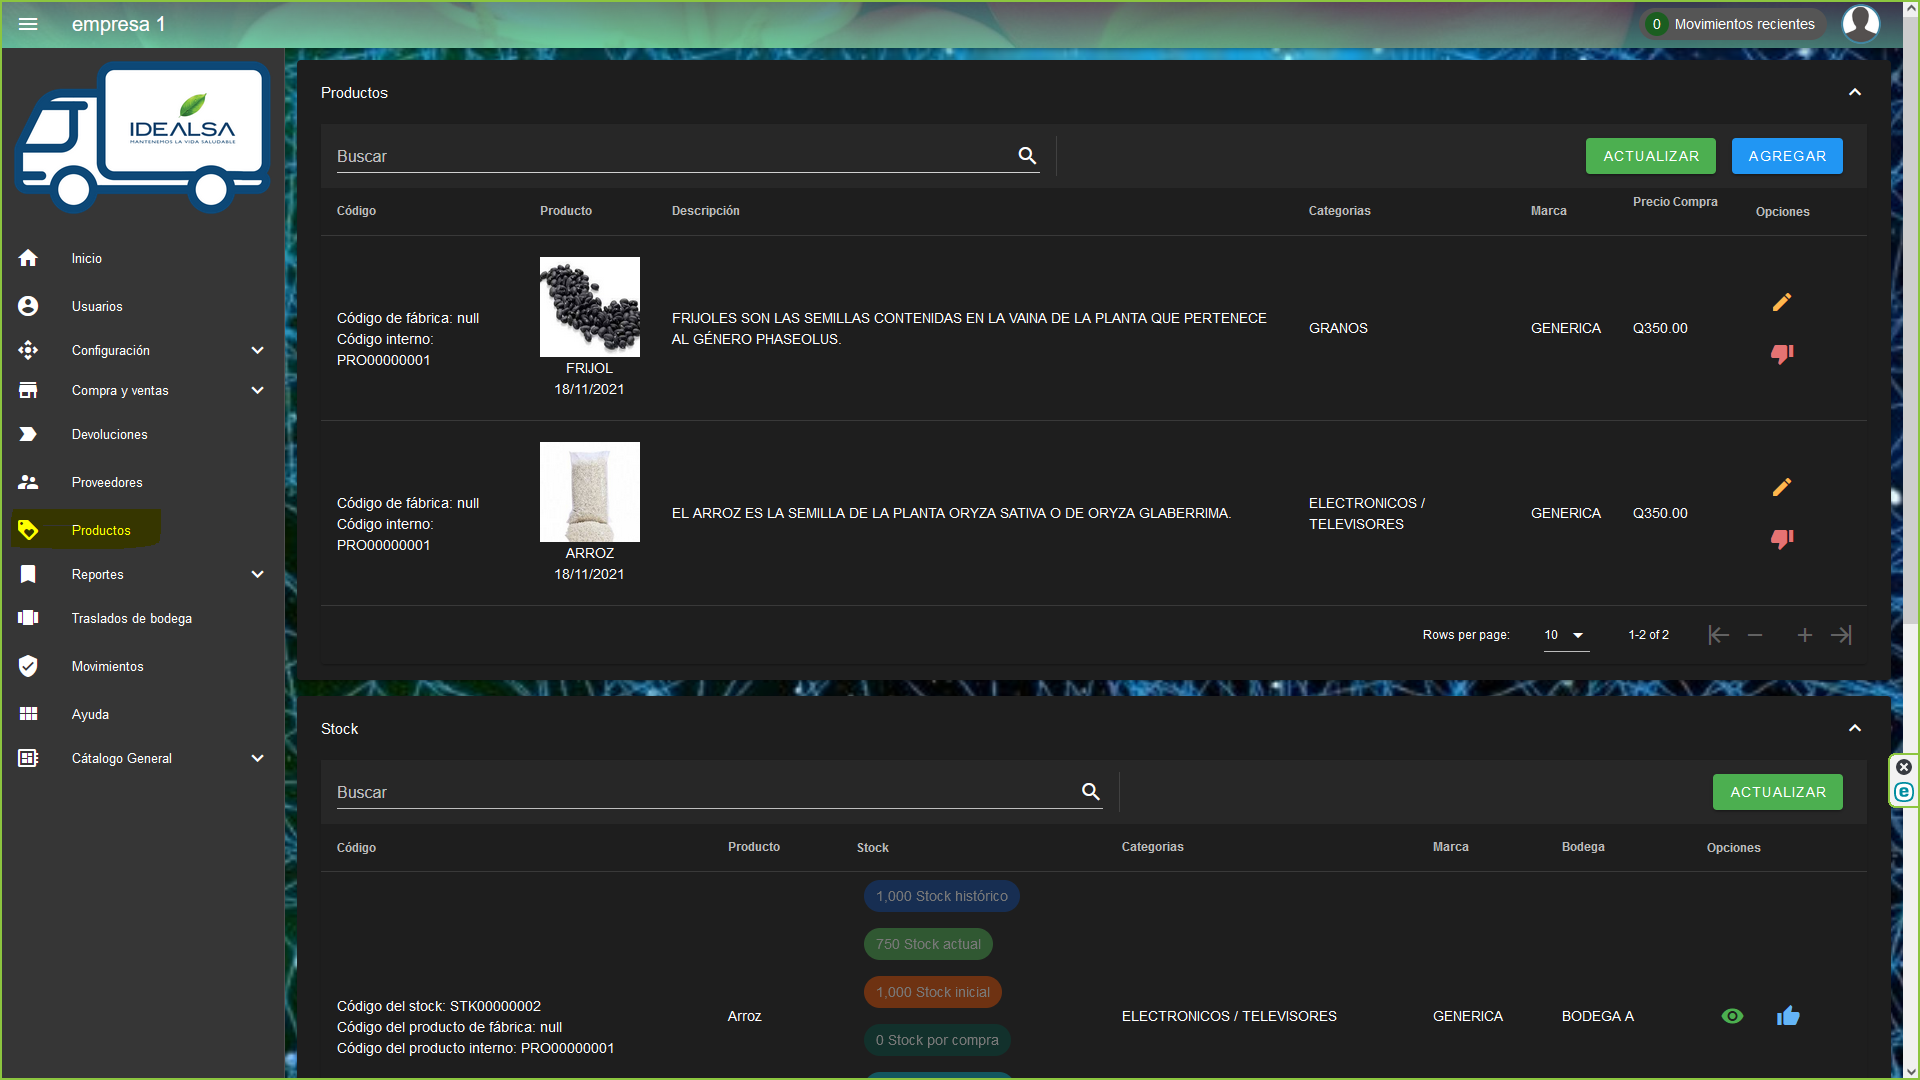 empresa 1
0 Movimientos recientes
IDEALSA
MANTENEMOS LA VIDA SALUDABLE
Inicio
Usuarios
Configuración
Compra y ventas
Devoluciones
Proveedores
Productos
Reportes
Traslados de bodega
Movimientos
Ayuda
Cátalogo General
Productos
Buscar
ACTUALIZAR
AGREGAR
Código Producto Descripción Categorias Marca Precio Compra Opciones
Código de fábrica: null
Código interno:
PRO00000001
FRIJOL
18/11/2021
FRIJOLES SON LAS SEMILLAS CONTENIDAS EN LA VAINA DE LA PLANTA QUE PERTENECE
AL GÉNERO PHASEOLUS.
GRANOS
GENERICA
Q350.00
Código de fábrica: null
Código interno:
PRO00000001
ARROZ
18/11/2021
EL ARROZ ES LA SEMILLA DE LA PLANTA ORYZA SATIVA O DE ORYZA GLABERRIMA.
ELECTRONICOS /
TELEVISORES
GENERICA
Q350.00
Rows per page: 10 1-2 of 2
Stock
Buscar
ACTUALIZAR
Código Producto Stock Categorias Marca Bodega Opciones
Código del stock: STK00000002
Código del producto de fábrica: null
Código del producto interno: PRO00000001
Arroz
1,000 Stock histórico
750 Stock actual
1,000 Stock inicial
0 Stock por compra
ELECTRONICOS / TELEVISORES
GENERICA
BODEGA A